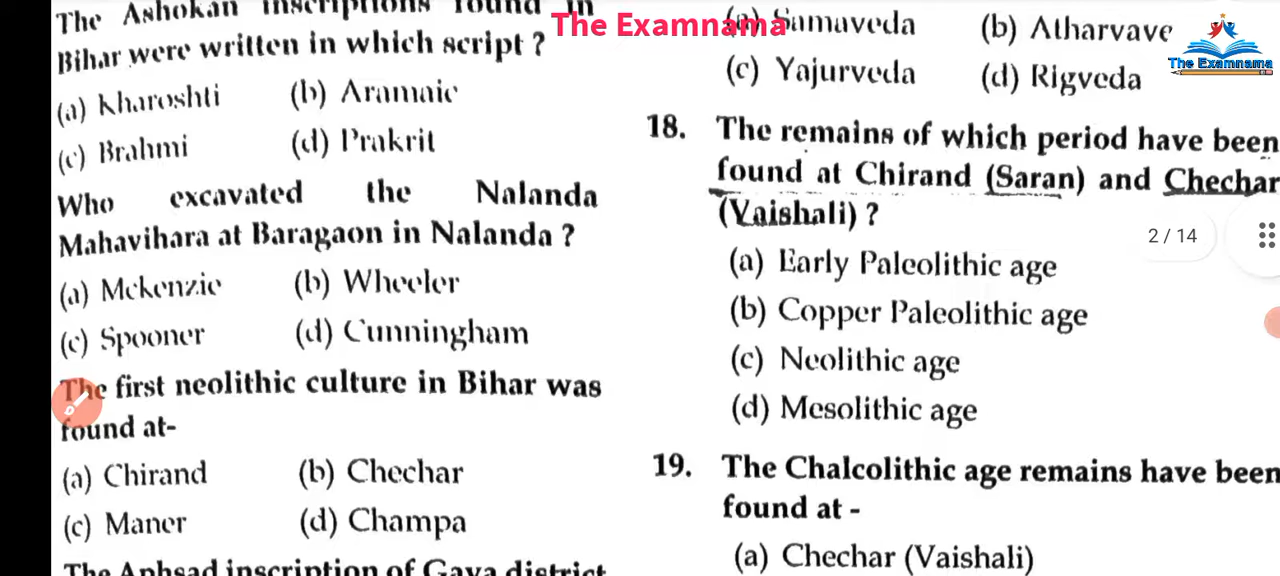 The Ashokan inscriptions found in
Bihar were written in which script ?
(a) Kharoshti (b) Aramaic
(c) Brahmi (d) Prakrit
Who excavated the Nalanda
Mahavihara at Baragaon in Nalanda ?
(a) Mckenzie (b) Wheeler
(c) Spooner (d) Cunningham
The first neolithic culture in Bihar was
found at-
(a) Chirand (b) Chechar
(c) Maner (d) Champa
The Aphsad inscription of Gaya district
The Examnama
(a) Samaveda (b) Atharvave
(c) Yajurveda (d) Rigveda
The Examnama
18. The remains of which period have been
found at Chirand (Saran) and Chechar
(Vaishali) ?
2 / 14
(a) Early Paleolithic age
(b) Copper Paleolithic age
(c) Neolithic age
(d) Mesolithic age
19. The Chalcolithic age remains have been
found at -
(a) Chechar (Vaishali)